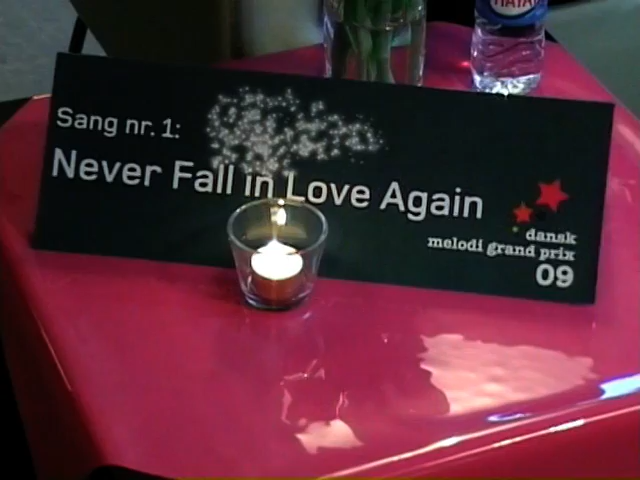 Sang nr. 1:
Never Fall in Love Again
dansk
melodi grand prix
09